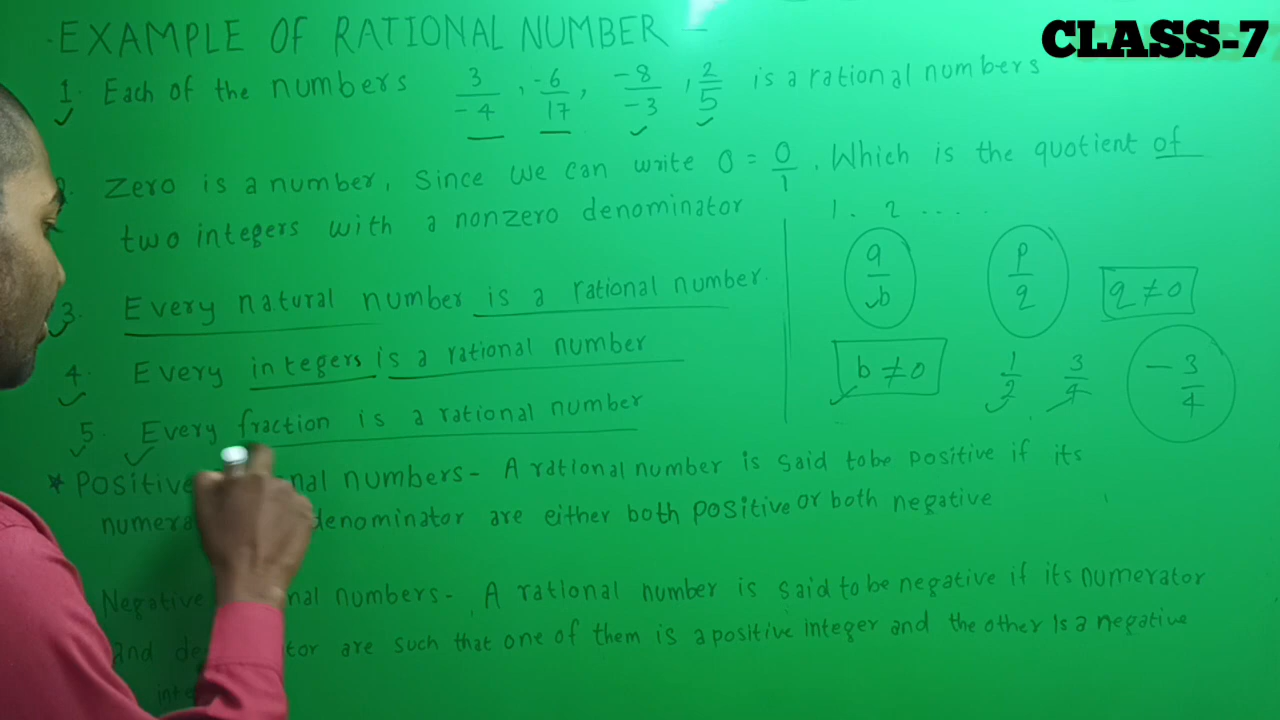 EXAMPLE OF RATIONAL NUMBER
CLASS-7
1. Each of the numbers 3/-4, -6/17, -8/-3, 2/5 is a rational numbers
2. Zero is a number, Since We can write 0 = 0/1. Which is the quotient of
two integers with a nonzero denominator
1. 2 ....
a/b p/q q≠0
3. Every natural number is a rational number.
4. Every integers is a rational number
b≠0 1/2 3/4 -3/4
5. Every fraction is a rational number
* Positive nal numbers- A rational number is said to be positive if its
numera denominator are either both positive or both negative
Negative nal numbers- A rational number is said to be negative if its numerator
and de tor are such that one of them is a positive integer and the other is a negative
inte